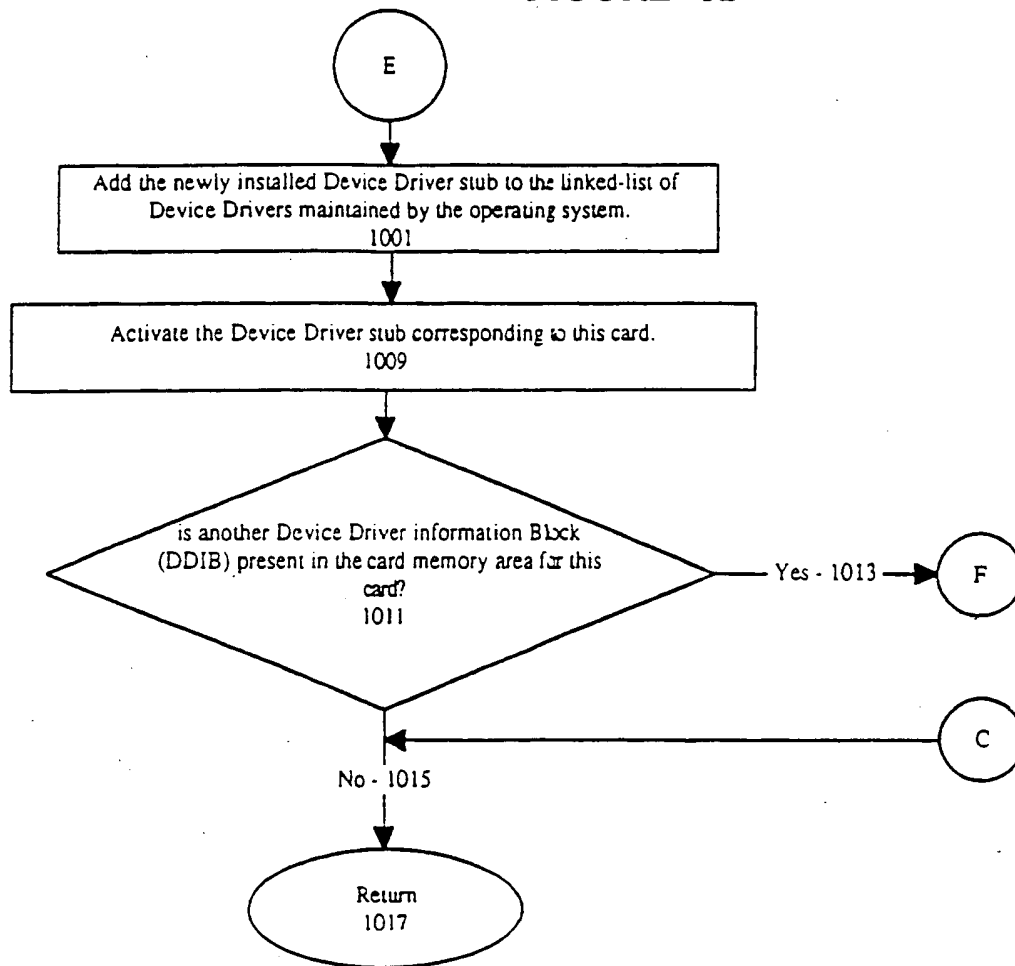 E
Add the newly installed Device Driver stub to the linked-list of
Device Drivers maintained by the operating system.
1001
Activate the Device Driver stub corresponding to this card.
1009
is another Device Driver information Block
(DDIB) present in the card memory area for this
card?
1011
Yes - 1013
F
C
No - 1015
Return
1017